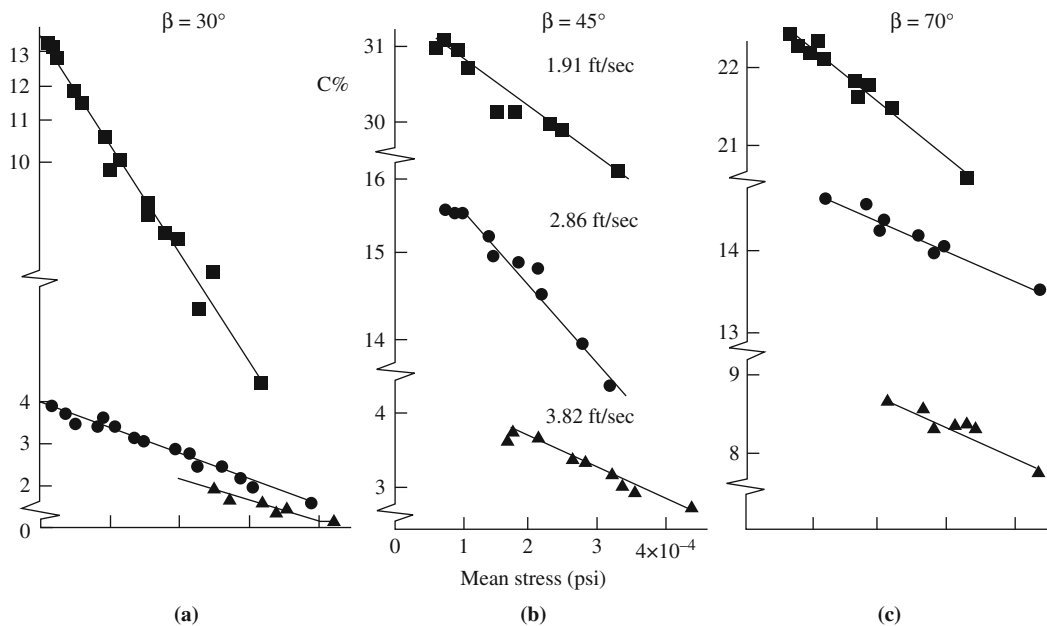 β = 30°
β = 45°
β = 70°
C%
13
12
13
10
4
3
2
0
31
30
16
15
14
4
3
1.91 ft/sec
2.86 ft/sec
3.82 ft/sec
22
21
14
13
9
8
0 1 2 3 4×10⁻⁴
Mean stress (psi)
(a) (b) (c)